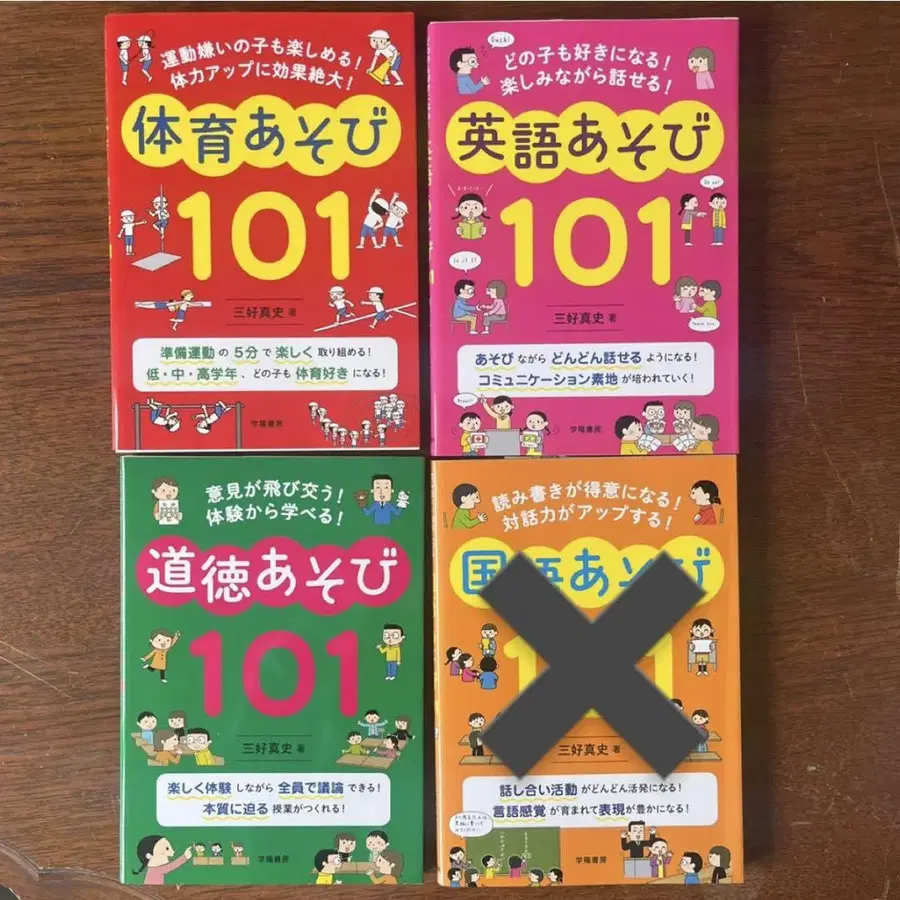 運動嫌いの子も楽しめる！
体力アップに効果絶大！
体育あそび
101
三好真史 著
準備運動の5分で楽しく取り組める！
低・中・高学年、どの子も体育好きになる！
学陽書房
Guch!
どの子も好きになる！
楽しみながら話せる！
英語あそび
101
三好真史 著
あそびながらどんどん話せるようになる！
コミュニケーション素地が培われていく！
学陽書房
意見が飛び交う！
体験から学べる！
道徳あそび
101
三好真史 著
楽しく体験しながら全員で議論できる！
本質に迫る授業がつくれる！
学陽書房
読み書きが得意になる！
対話力がアップする！
国語あそび
101
三好真史 著
話し合い活動がどんどん活発になる！
言語感覚が育まれて表現が豊かになる！
学陽書房